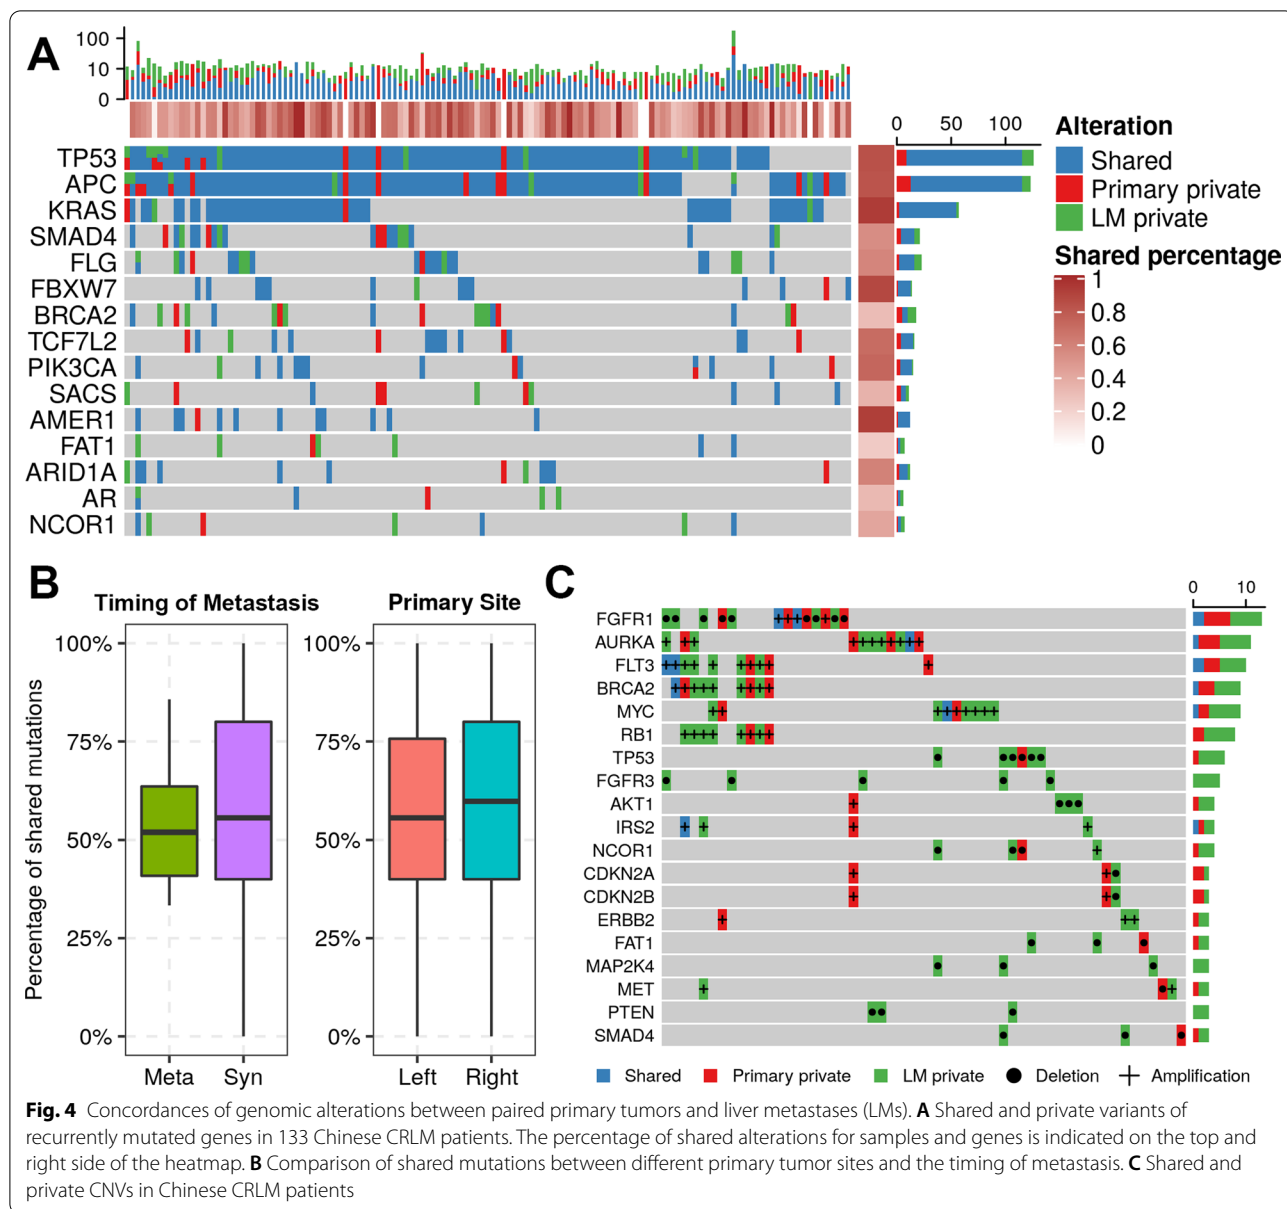 A
100
10
0
0 50 100
TP53
APC
KRAS
SMAD4
FLG
FBXW7
BRCA2
TCF7L2
PIK3CA
SACS
AMER1
FAT1
ARID1A
AR
NCOR1
Alteration
Shared
Primary private
LM private
Shared percentage
1
0.8
0.6
0.4
0.2
0
B
Timing of Metastasis
Primary Site
Percentage of shared mutations
100%
75%
50%
25%
0%
Meta Syn
100%
75%
50%
25%
0%
Left Right
C
0 10
FGFR1
AURKA
FLT3
BRCA2
MYC
RB1
TP53
FGFR3
AKT1
IRS2
NCOR1
CDKN2A
CDKN2B
ERBB2
FAT1
MAP2K4
MET
PTEN
SMAD4
Shared Primary private LM private Deletion Amplification
Fig. 4 Concordances of genomic alterations between paired primary tumors and liver metastases (LMs). A Shared and private variants of
recurrently mutated genes in 133 Chinese CRLM patients. The percentage of shared alterations for samples and genes is indicated on the top and
right side of the heatmap. B Comparison of shared mutations between different primary tumor sites and the timing of metastasis. C Shared and
private CNVs in Chinese CRLM patients